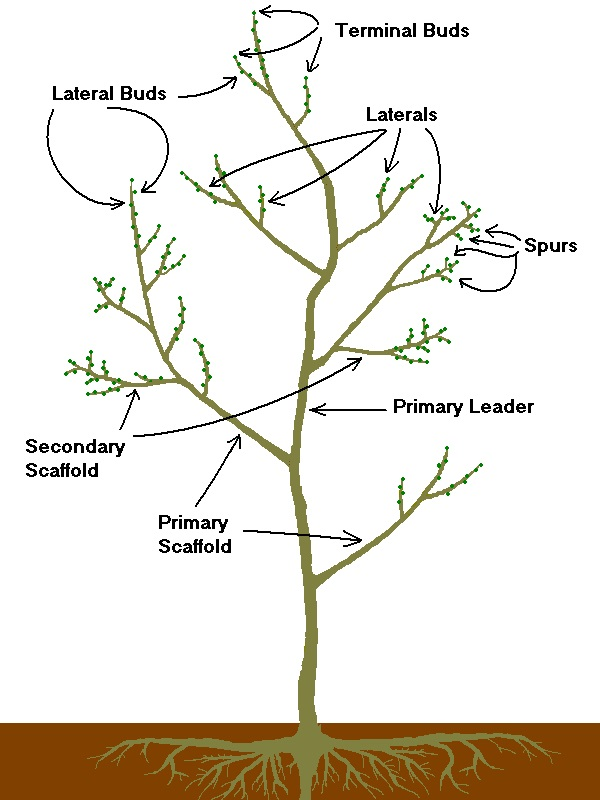 Terminal Buds
Lateral Buds
Laterals
Spurs
Primary Leader
Secondary
Scaffold
Primary
Scaffold